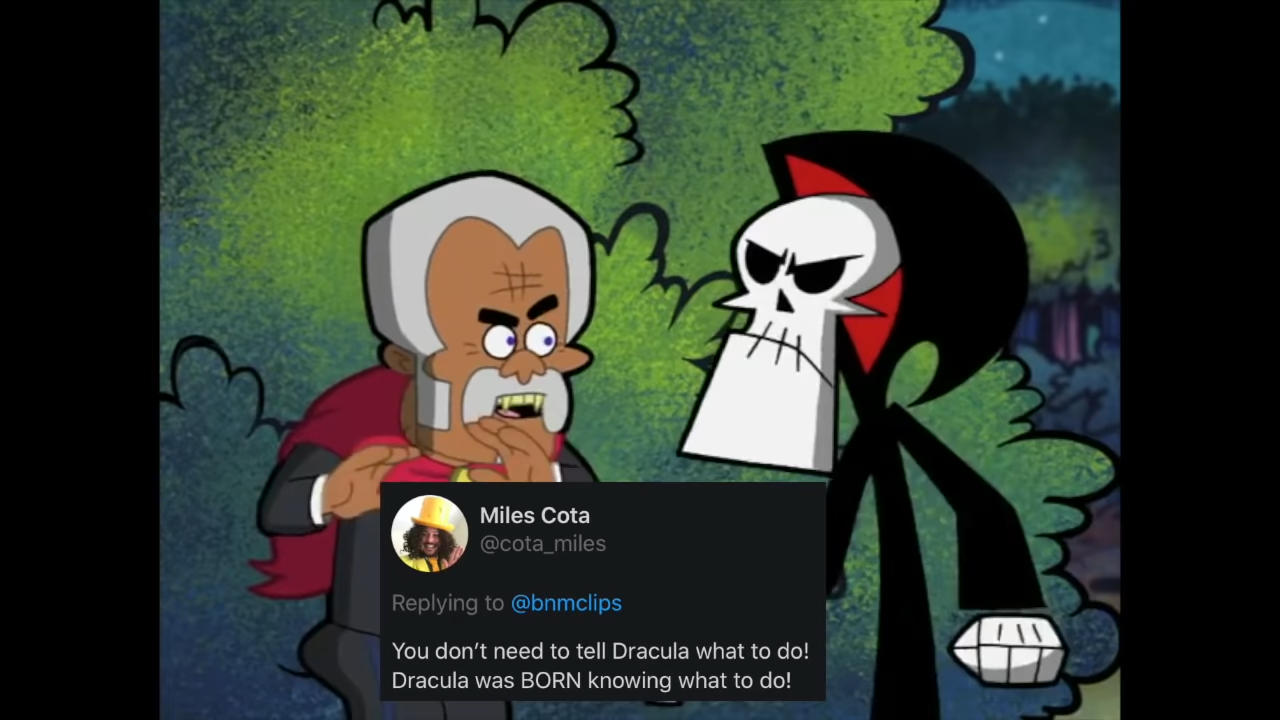 Miles Cota
@cota_miles
Replying to @bnmclips
You don’t need to tell Dracula what to do!
Dracula was BORN knowing what to do!